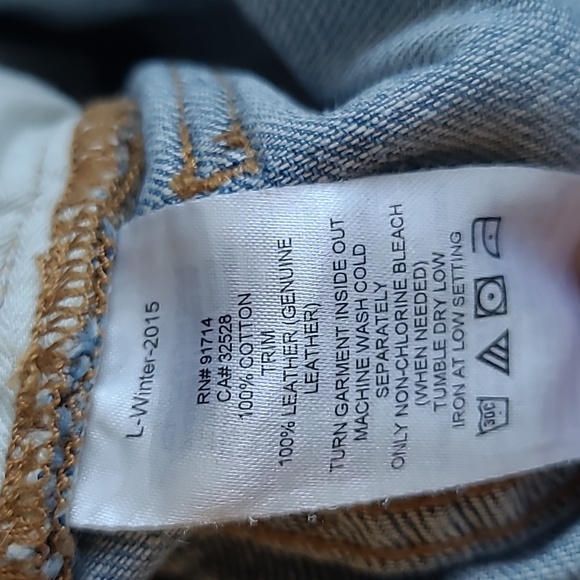 L-Winter-2015
RN# 91714
CA# 32528
100% COTTON
TRIM
100% LEATHER (GENUINE
LEATHER)
TURN GARMENT INSIDE OUT
MACHINE WASH COLD
SEPARATELY
ONLY NON-CHLORINE BLEACH
(WHEN NEEDED)
TUMBLE DRY LOW
IRON AT LOW SETTING
30C